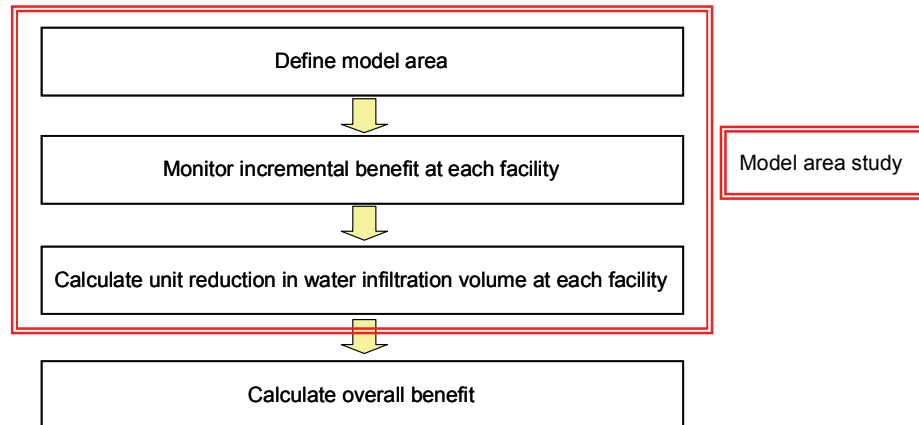 Define model area
Monitor incremental benefit at each facility
Model area study
Calculate unit reduction in water infiltration volume at each facility
Calculate overall benefit